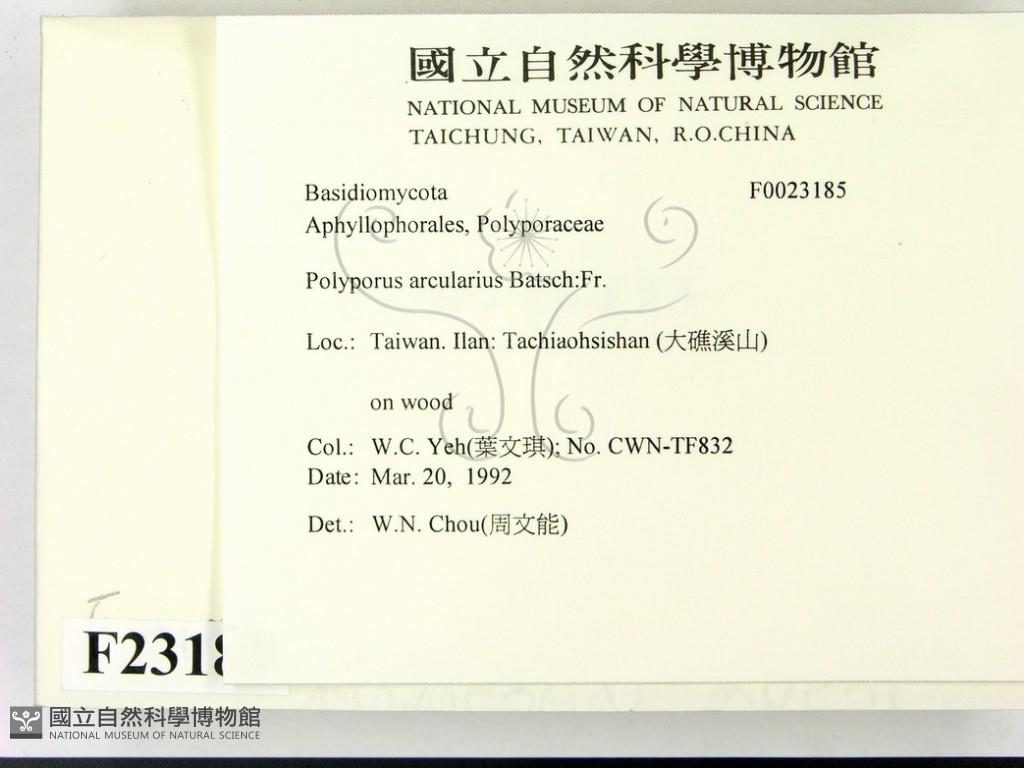 國立自然科學博物館
NATIONAL MUSEUM OF NATURAL SCIENCE
TAICHUNG, TAIWAN, R.O.CHINA
Basidiomycota F0023185
Aphyllophorales, Polyporaceae
Polyporus arcularius Batsch:Fr.
Loc.: Taiwan. Ilan: Tachiaohsishan (大礁溪山)
on wood
Col.: W.C. Yeh(葉文琪); No. CWN-TF832
Date: Mar. 20, 1992
Det.: W.N. Chou(周文能)
F2318
國立自然科學博物館
NATIONAL MUSEUM OF NATURAL SCIENCE